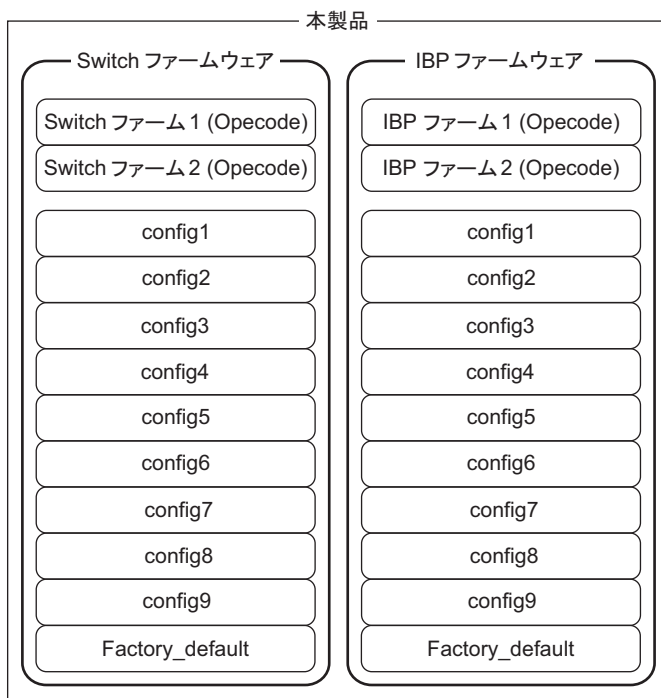 本製品
Switch ファームウェア
Switch ファーム 1 (Opecode)
Switch ファーム 2 (Opecode)
config1
config2
config3
config4
config5
config6
config7
config8
config9
Factory_default
IBP ファームウェア
IBP ファーム 1 (Opecode)
IBP ファーム 2 (Opecode)
config1
config2
config3
config4
config5
config6
config7
config8
config9
Factory_default